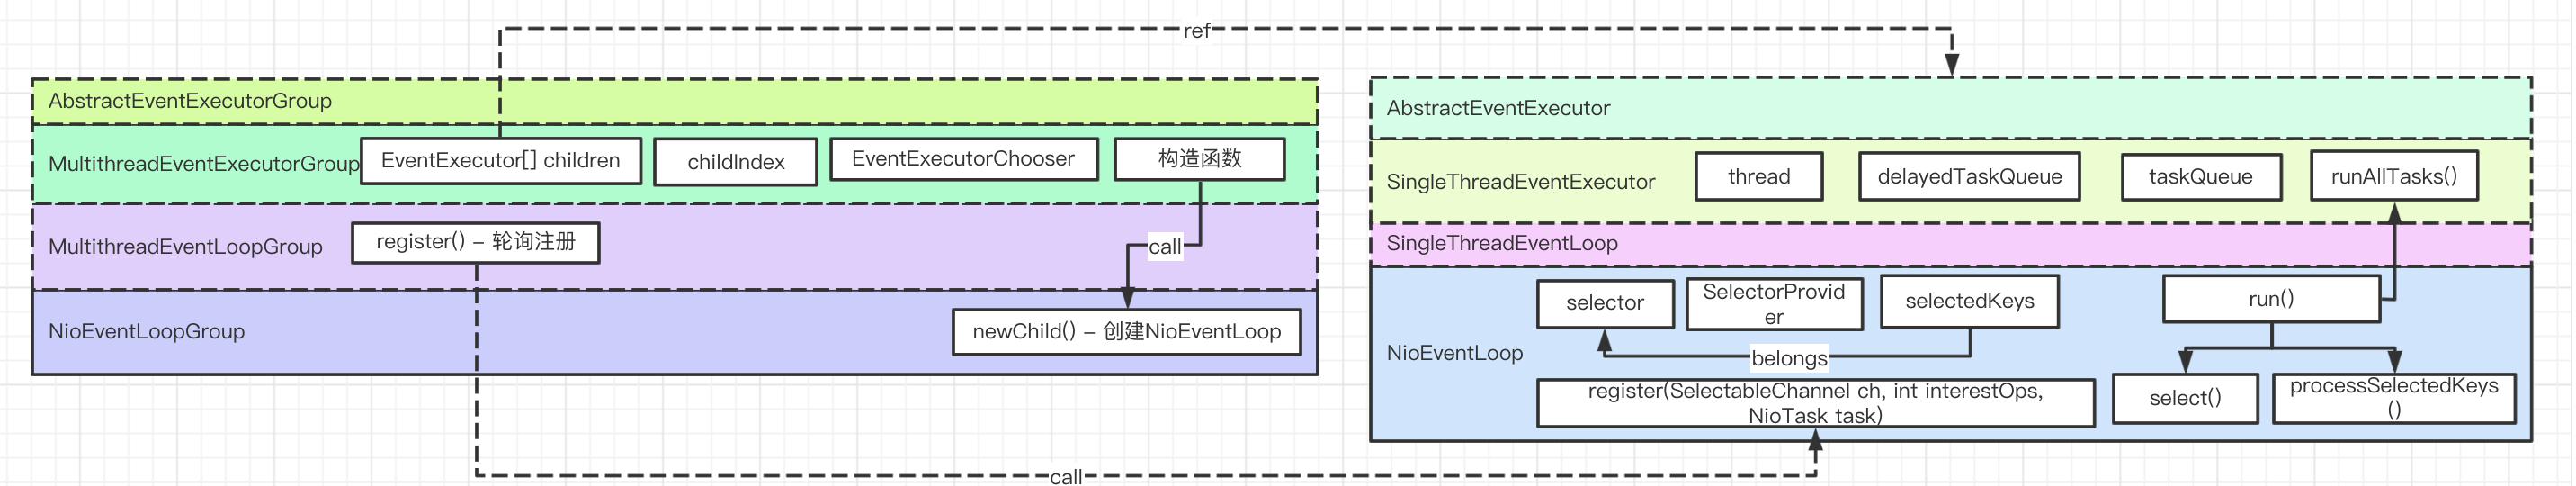 ref
AbstractEventExecutorGroup
MultithreadEventExecutorGroup
EventExecutor[] children
childIndex
EventExecutorChooser
构造函数
MultithreadEventLoopGroup
register() – 轮询注册
call
NioEventLoopGroup
newChild() – 创建NioEventLoop
AbstractEventExecutor
SingleThreadEventExecutor
thread
delayedTaskQueue
taskQueue
runAllTasks()
SingleThreadEventLoop
NioEventLoop
selector
SelectorProvid
er
selectedKeys
run()
belongs
register(SelectableChannel ch, int interestOps,
NioTask task)
select()
processSelectedKeys
()
call